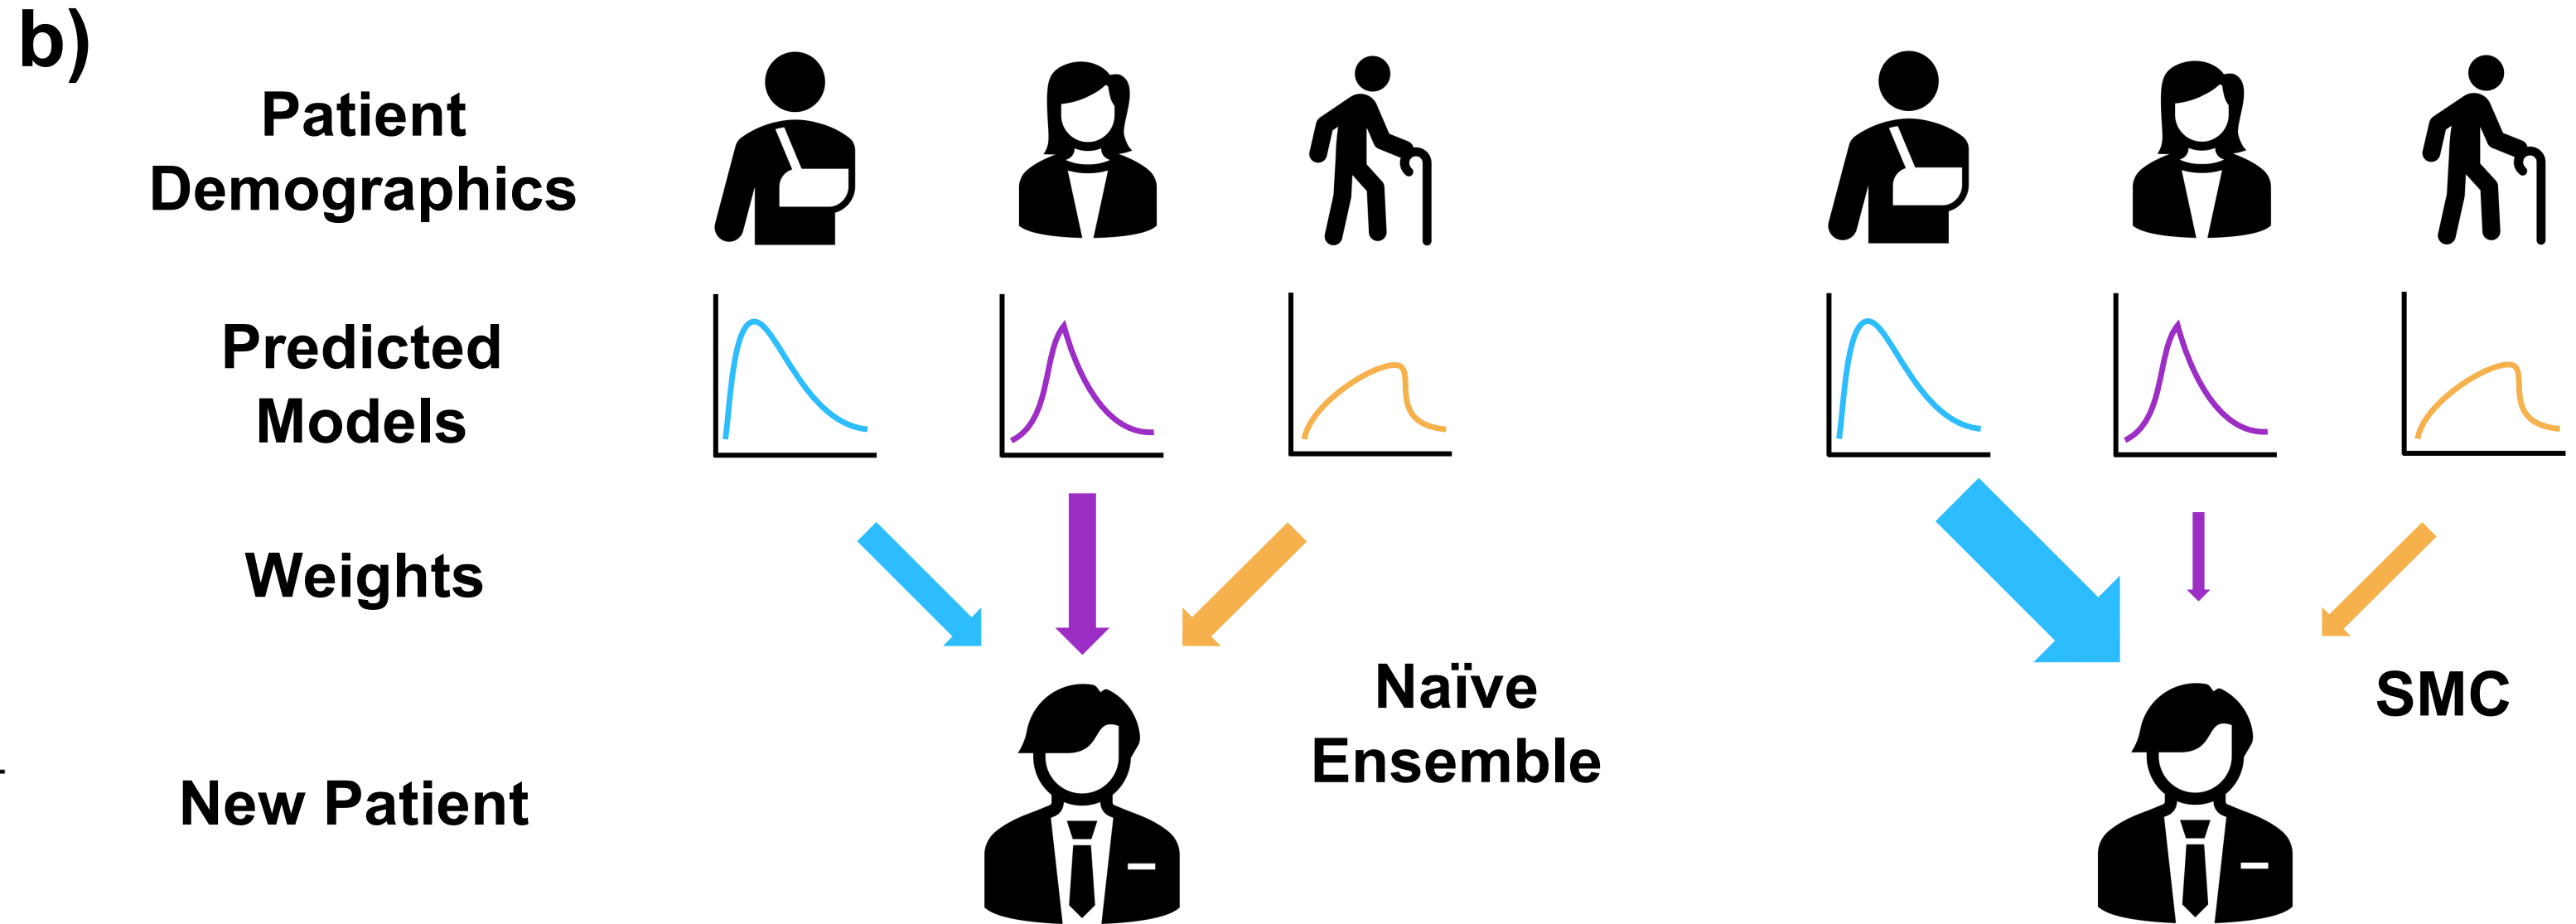 b)
Patient
Demographics
Predicted
Models
Weights
New Patient
Naïve
Ensemble
SMC